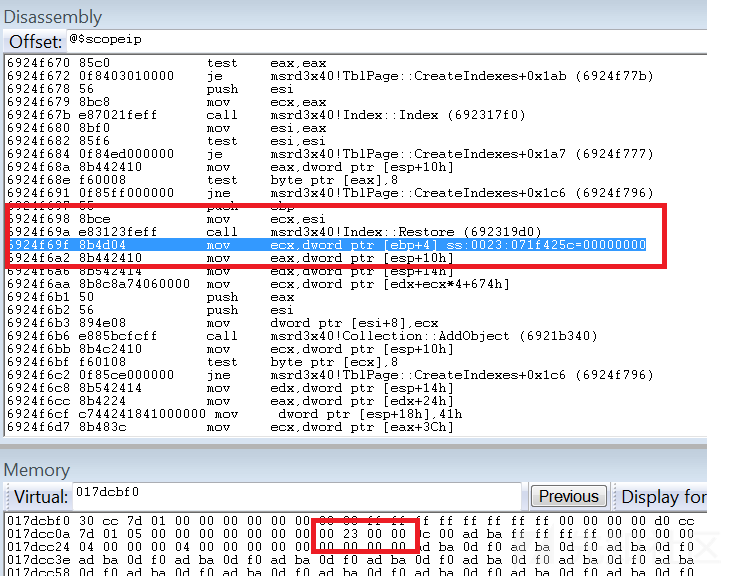 Disassembly
Offset: @$scopeip
6924f670 85c0 test eax,eax
6924f672 0f8403010000 je msrd3x40!TblPage::CreateIndexes+0x1ab (6924f77b)
6924f678 56 push esi
6924f679 8bc8 mov ecx,eax
6924f67b e87021feff call msrd3x40!Index::Index (692317f0)
6924f680 8bf0 mov esi,eax
6924f682 85f6 test esi,esi
6924f684 0f84ed000000 je msrd3x40!TblPage::CreateIndexes+0x1a7 (6924f777)
6924f68a 8b442410 mov eax,dword ptr [esp+10h]
6924f68e f60008 test byte ptr [eax],8
6924f691 0f85ff000000 jne msrd3x40!TblPage::CreateIndexes+0x1c6 (6924f796)
6924f697 55 push ebp
6924f698 8bce mov ecx,esi
6924f69a e83123feff call msrd3x40!Index::Restore (692319d0)
6924f69f 8b4d04 mov ecx,dword ptr [ebp+4] ss:0023:071f425c=00000000
6924f6a2 8b442410 mov eax,dword ptr [esp+10h]
6924f6a6 8b542414 mov edx,dword ptr [esp+14h]
6924f6aa 8b8c8a74060000 mov ecx,dword ptr [edx+ecx*4+674h]
6924f6b1 50 push eax
6924f6b2 56 push esi
6924f6b3 894e08 mov dword ptr [esi+8],ecx
6924f6b6 e885bcfcff call msrd3x40!Collection::AddObject (6921b340)
6924f6bb 8b4c2410 mov ecx,dword ptr [esp+10h]
6924f6bf f60108 test byte ptr [ecx],8
6924f6c2 0f85ce000000 jne msrd3x40!TblPage::CreateIndexes+0x1c6 (6924f796)
6924f6c8 8b542414 mov edx,dword ptr [esp+14h]
6924f6cc 8b4224 mov eax,dword ptr [edx+24h]
6924f6cf c744241841000000 mov dword ptr [esp+18h],41h
6924f6d7 8b483c mov ecx,dword ptr [eax+3Ch]
Memory
Virtual: 017dcbf0 Previous Display for
017dcbf0 30 cc 7d 01 00 00 00 00 00 00 00 00 ff ff ff ff ff ff ff ff 00 00 00 00 d0 cc
017dcc0a 7d 01 05 00 00 00 00 00 00 00 00 23 00 00 0c 00 ad ba ff ff ff ff 00 00 00 00
017dcc24 04 00 00 00 04 00 00 00 00 00 00 00 00 00 00 00 ad ba 0d f0 ad ba 0d f0
017dcc3e ad ba 0d f0 ad ba 0d f0 ad ba 0d f0 ad ba 0d f0 ad ba 0d f0 ad ba 0d f0 ad ba
017dcc58 0d f0 ad ba 0d f0 ad ba 0d f0 ad ba 0d f0 ad ba 0d f0 ad ba 0d f0 ad ba 0d f0